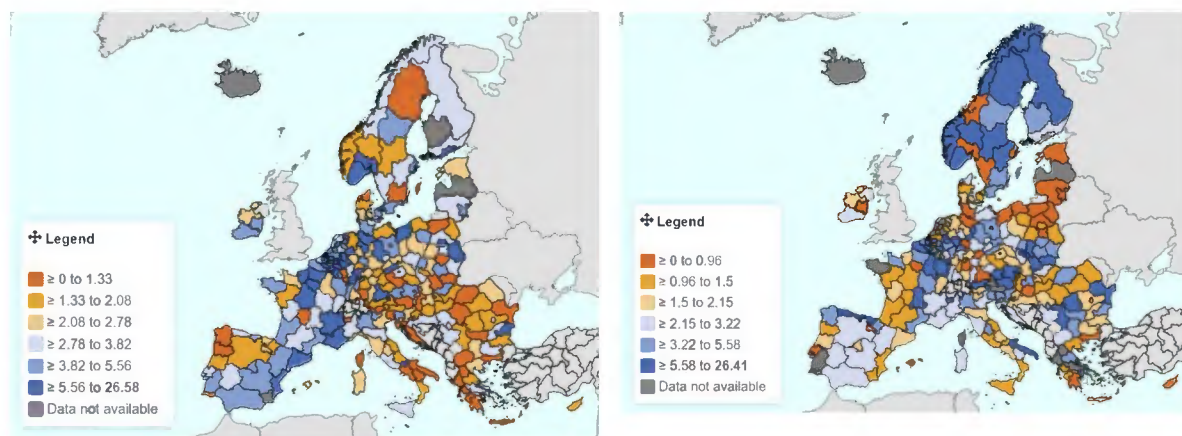 ✣ Legend
≥ 0 to 1.33
≥ 1.33 to 2.08
≥ 2.08 to 2.78
≥ 2.78 to 3.82
≥ 3.82 to 5.56
≥ 5.56 to 26.58
Data not available
✣ Legend
≥ 0 to 0.96
≥ 0.96 to 1.5
≥ 1.5 to 2.15
≥ 2.15 to 3.22
≥ 3.22 to 5.58
≥ 5.58 to 26.41
Data not available